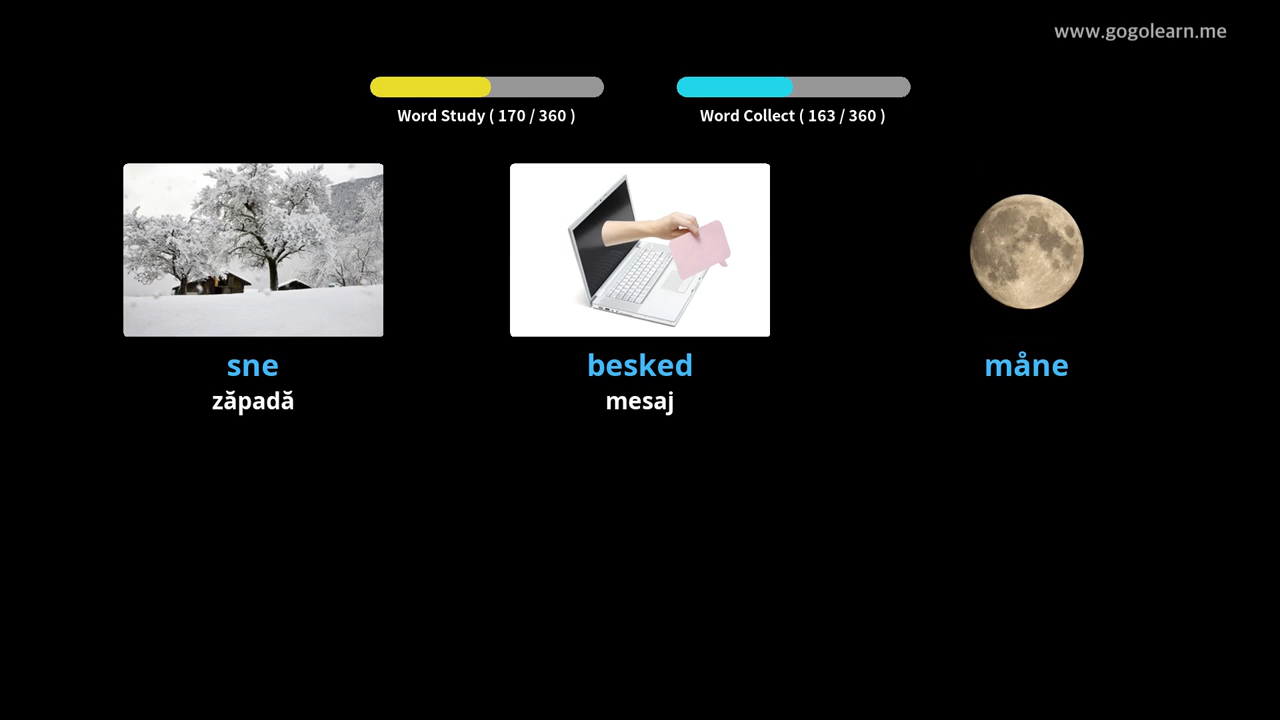 www.gogolearn.me
Word Study ( 170 / 360 )
Word Collect ( 163 / 360 )
sne
zăpadă
besked
mesaj
måne